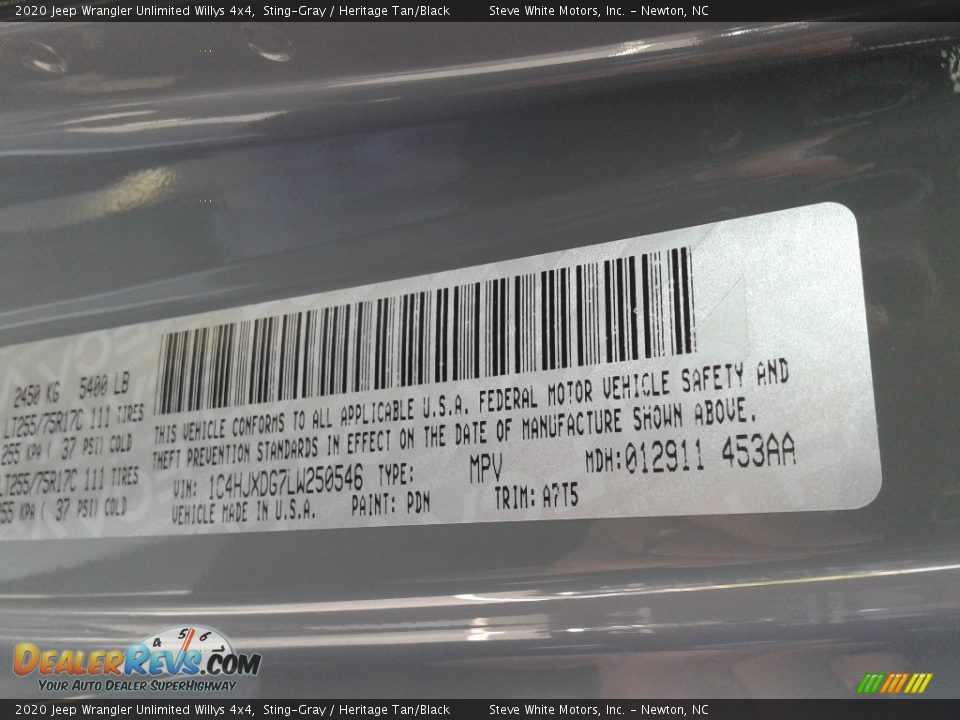 2020 Jeep Wrangler Unlimited Willys 4x4, Sting-Gray / Heritage Tan/Black Steve White Motors, Inc. - Newton, NC
2450 KG 5400 LB
LT255/75R17C 111 TIRES
255 KPA ( 37 PSI) COLD
LT255/75R17C 111 TIRES
255 KPA ( 37 PSI) COLD
THIS VEHICLE CONFORMS TO ALL APPLICABLE U.S.A. FEDERAL MOTOR VEHICLE SAFETY AND
THEFT PREVENTION STANDARDS IN EFFECT ON THE DATE OF MANUFACTURE SHOWN ABOVE.
VIN: 1C4HJXDG7LW250546 TYPE: MPV MDH:012911 453AA
VEHICLE MADE IN U.S.A. PAINT: PDN TRIM: A7T5
4 5 6
DEALERREVS.COM
YOUR AUTO DEALER SUPERHIGHWAY
2020 Jeep Wrangler Unlimited Willys 4x4, Sting-Gray / Heritage Tan/Black Steve White Motors, Inc. - Newton, NC